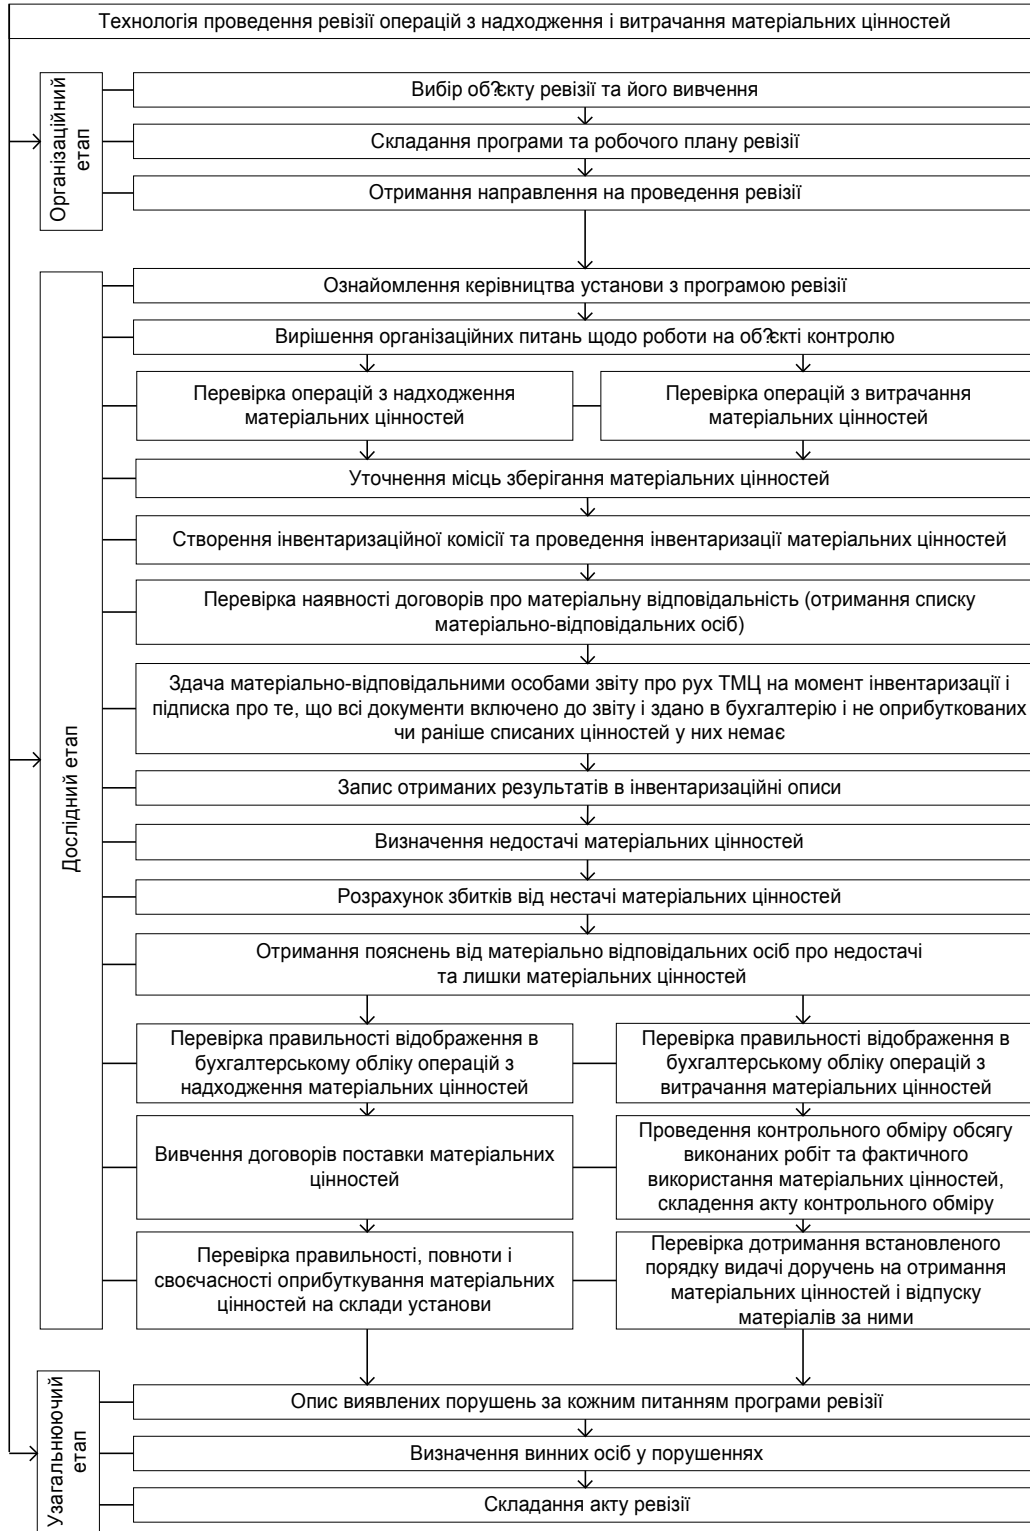 Технологія проведення ревізії операцій з надходження і витрачання матеріальних цінностей
Організаційний
етап
Вибір об?єкту ревізії та його вивчення
Складання програми та робочого плану ревізії
Отримання направлення на проведення ревізії
Дослідний етап
Ознайомлення керівництва установи з програмою ревізії
Вирішення організаційних питань щодо роботи на об?єкті контролю
Перевірка операцій з надходження
матеріальних цінностей
Перевірка операцій з витрачання
матеріальних цінностей
Уточнення місць зберігання матеріальних цінностей
Створення інвентаризаційної комісії та проведення інвентаризації матеріальних цінностей
Перевірка наявності договорів про матеріальну відповідальність (отримання списку
матеріально-відповідальних осіб)
Здача матеріально-відповідальними особами звіту про рух ТМЦ на момент інвентаризації і
підписка про те, що всі документи включено до звіту і здано в бухгалтерію і не оприбуткованих
чи раніше списаних цінностей у них немає
Запис отриманих результатів в інвентаризаційні описи
Визначення недостачі матеріальних цінностей
Розрахунок збитків від нестачі матеріальних цінностей
Отримання пояснень від матеріально відповідальних осіб про недостачі
та лишки матеріальних цінностей
Перевірка правильності відображення в
бухгалтерському обліку операцій з
надходження матеріальних цінностей
Перевірка правильності відображення в
бухгалтерському обліку операцій з
витрачання матеріальних цінностей
Вивчення договорів поставки матеріальних
цінностей
Проведення контрольного обміру обсягу
виконаних робіт та фактичного
використання матеріальних цінностей,
складення акту контрольного обміру
Перевірка правильності, повноти і
своєчасності оприбуткування матеріальних
цінностей на склади установи
Перевірка дотримання встановленого
порядку видачі доручень на отримання
матеріальних цінностей і відпуску
матеріалів за ними
Узагальнюючий
етап
Опис виявлених порушень за кожним питанням програми ревізії
Визначення винних осіб у порушеннях
Складання акту ревізії